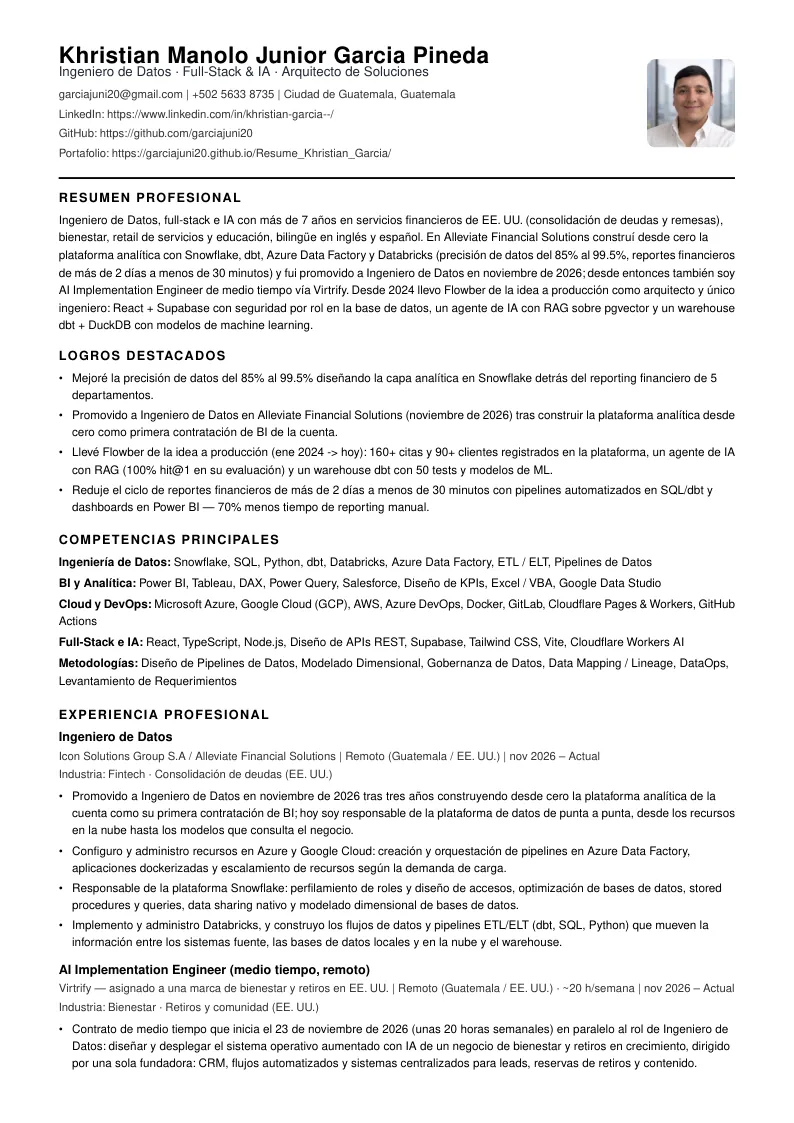 Khristian Manolo Junior Garcia Pineda
Ingeniero de Datos · Full-Stack & IA · Arquitecto de Soluciones
garciajuni20@gmail.com | +502 5633 8735 | Ciudad de Guatemala, Guatemala
LinkedIn: https://www.linkedin.com/in/khristian-garcia--/
GitHub: https://github.com/garciajuni20
Portafolio: https://garciajuni20.github.io/Resume_Khristian_Garcia/
RESUMEN PROFESIONAL
Ingeniero de Datos, full-stack e IA con más de 7 años en servicios financieros de EE. UU. (consolidación de deudas y remesas),
bienestar, retail de servicios y educación, bilingüe en inglés y español. En Alleviate Financial Solutions construí desde cero la
plataforma analítica con Snowflake, dbt, Azure Data Factory y Databricks (precisión de datos del 85% al 99.5%, reportes financieros
de más de 2 días a menos de 30 minutos) y fui promovido a Ingeniero de Datos en noviembre de 2026; desde entonces también soy
AI Implementation Engineer de medio tiempo vía Virtrify. Desde 2024 llevo Flowber de la idea a producción como arquitecto y único
ingeniero: React + Supabase con seguridad por rol en la base de datos, un agente de IA con RAG sobre pgvector y un warehouse
dbt + DuckDB con modelos de machine learning.
LOGROS DESTACADOS
• Mejoré la precisión de datos del 85% al 99.5% diseñando la capa analítica en Snowflake detrás del reporting financiero de 5
departamentos.
• Promovido a Ingeniero de Datos en Alleviate Financial Solutions (noviembre de 2026) tras construir la plataforma analítica desde
cero como primera contratación de BI de la cuenta.
• Llevé Flowber de la idea a producción (ene 2024 -> hoy): 160+ citas y 90+ clientes registrados en la plataforma, un agente de IA
con RAG (100% hit@1 en su evaluación) y un warehouse dbt con 50 tests y modelos de ML.
• Reduje el ciclo de reportes financieros de más de 2 días a menos de 30 minutos con pipelines automatizados en SQL/dbt y
dashboards en Power BI — 70% menos tiempo de reporting manual.
COMPETENCIAS PRINCIPALES
Ingeniería de Datos: Snowflake, SQL, Python, dbt, Databricks, Azure Data Factory, ETL / ELT, Pipelines de Datos
BI y Analítica: Power BI, Tableau, DAX, Power Query, Salesforce, Diseño de KPIs, Excel / VBA, Google Data Studio
Cloud y DevOps: Microsoft Azure, Google Cloud (GCP), AWS, Azure DevOps, Docker, GitLab, Cloudflare Pages & Workers, GitHub
Actions
Full-Stack e IA: React, TypeScript, Node.js, Diseño de APIs REST, Supabase, Tailwind CSS, Vite, Cloudflare Workers AI
Metodologías: Diseño de Pipelines de Datos, Modelado Dimensional, Gobernanza de Datos, Data Mapping / Lineage, DataOps,
Levantamiento de Requerimientos
EXPERIENCIA PROFESIONAL
Ingeniero de Datos
Icon Solutions Group S.A / Alleviate Financial Solutions | Remoto (Guatemala / EE. UU.) | nov 2026 – Actual
Industria: Fintech · Consolidación de deudas (EE. UU.)
• Promovido a Ingeniero de Datos en noviembre de 2026 tras tres años construyendo desde cero la plataforma analítica de la
cuenta como su primera contratación de BI; hoy soy responsable de la plataforma de datos de punta a punta, desde los recursos
en la nube hasta los modelos que consulta el negocio.
• Configuro y administro recursos en Azure y Google Cloud: creación y orquestación de pipelines en Azure Data Factory,
aplicaciones dockerizadas y escalamiento de recursos según la demanda de carga.
• Responsable de la plataforma Snowflake: perfilamiento de roles y diseño de accesos, optimización de bases de datos, stored
procedures y queries, data sharing nativo y modelado dimensional de bases de datos.
• Implemento y administro Databricks, y construyo los flujos de datos y pipelines ETL/ELT (dbt, SQL, Python) que mueven la
información entre los sistemas fuente, las bases de datos locales y en la nube y el warehouse.
AI Implementation Engineer (medio tiempo, remoto)
Virtrify — asignado a una marca de bienestar y retiros en EE. UU. | Remoto (Guatemala / EE. UU.) · ~20 h/semana | nov 2026 – Actual
Industria: Bienestar · Retiros y comunidad (EE. UU.)
• Contrato de medio tiempo que inicia el 23 de noviembre de 2026 (unas 20 horas semanales) en paralelo al rol de Ingeniero de
Datos: diseñar y desplegar el sistema operativo aumentado con IA de un negocio de bienestar y retiros en crecimiento, dirigido
por una sola fundadora: CRM, flujos automatizados y sistemas centralizados para leads, reservas de retiros y contenido.